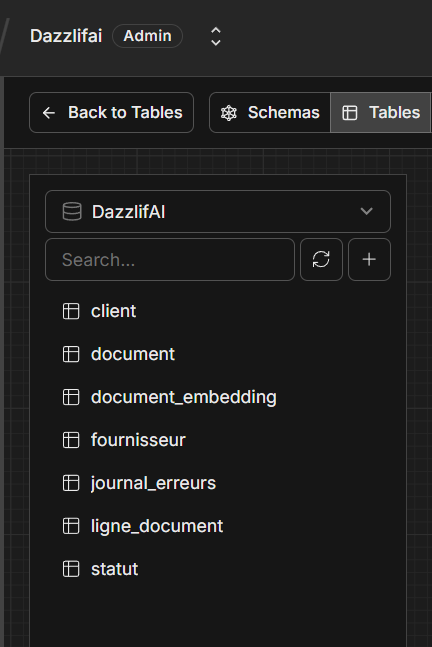 Dazzlifai Admin
Back to Tables Schemas Tables
DazzlifAI
Search...
client
document
document_embedding
fournisseur
journal_erreurs
ligne_document
statut